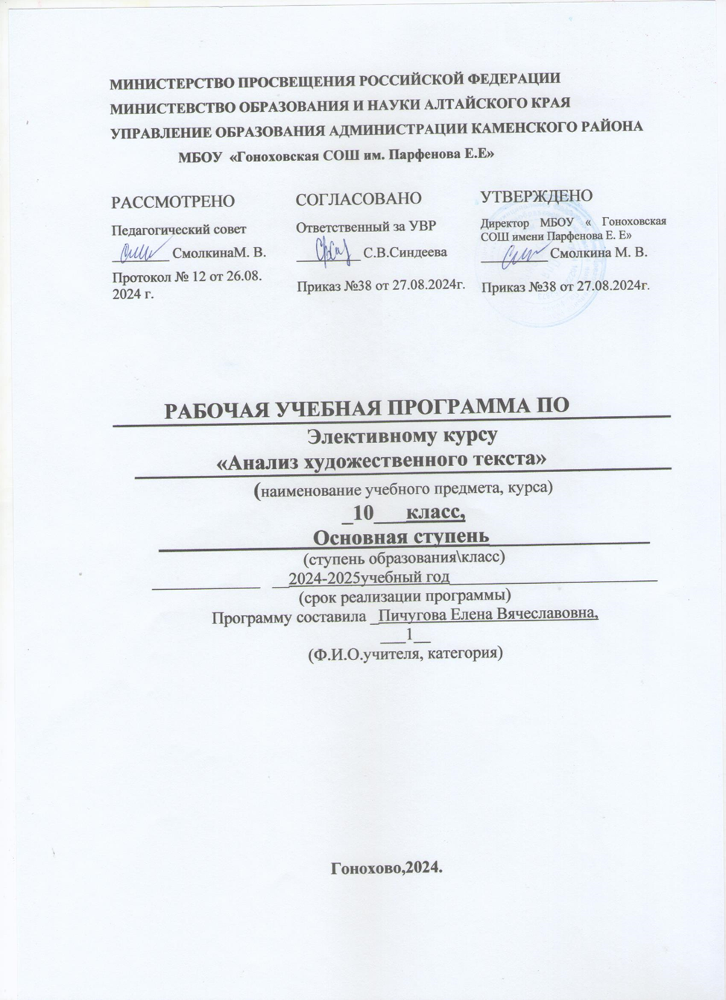 МИНИСТЕРСТВО ПРОСВЕЩЕНИЯ РОССИЙСКОЙ ФЕДЕРАЦИИ
МИНИСТЕВСТВО ОБРАЗОВАНИЯ И НАУКИ АЛТАЙСКОГО КРАЯ
УПРАВЛЕНИЕ ОБРАЗОВАНИЯ АДМИНИСТРАЦИИ КАМЕНСКОГО РАЙОНА
МБОУ «Гоноховская СОШ им. Парфенова Е.Е»
РАССМОТРЕНО
Педагогический совет
________ СмолкинаМ. В.
Протокол № 12 от 26.08.
2024 г.
СОГЛАСОВАНО
Ответственный за УВР
_________ С.В.Синдеева
Приказ №38 от 27.08.2024г.
УТВЕРЖДЕНО
Директор МБОУ « Гоноховская
СОШ имени Парфенова Е. Е»
_________ Смолкина М. В.
Приказ №38 от 27.08.2024г.
РАБОЧАЯ УЧЕБНАЯ ПРОГРАММА ПО
Элективному курсу
«Анализ художественного текста»
(наименование учебного предмета, курса)
_10___класс,
Основная ступень
(ступень образования\класс)
2024-2025учебный год
(срок реализации программы)
Программу составила _Пичугова Елена Вячеславовна,
___1__
(Ф.И.О.учителя, категория)
Гонохово,2024.